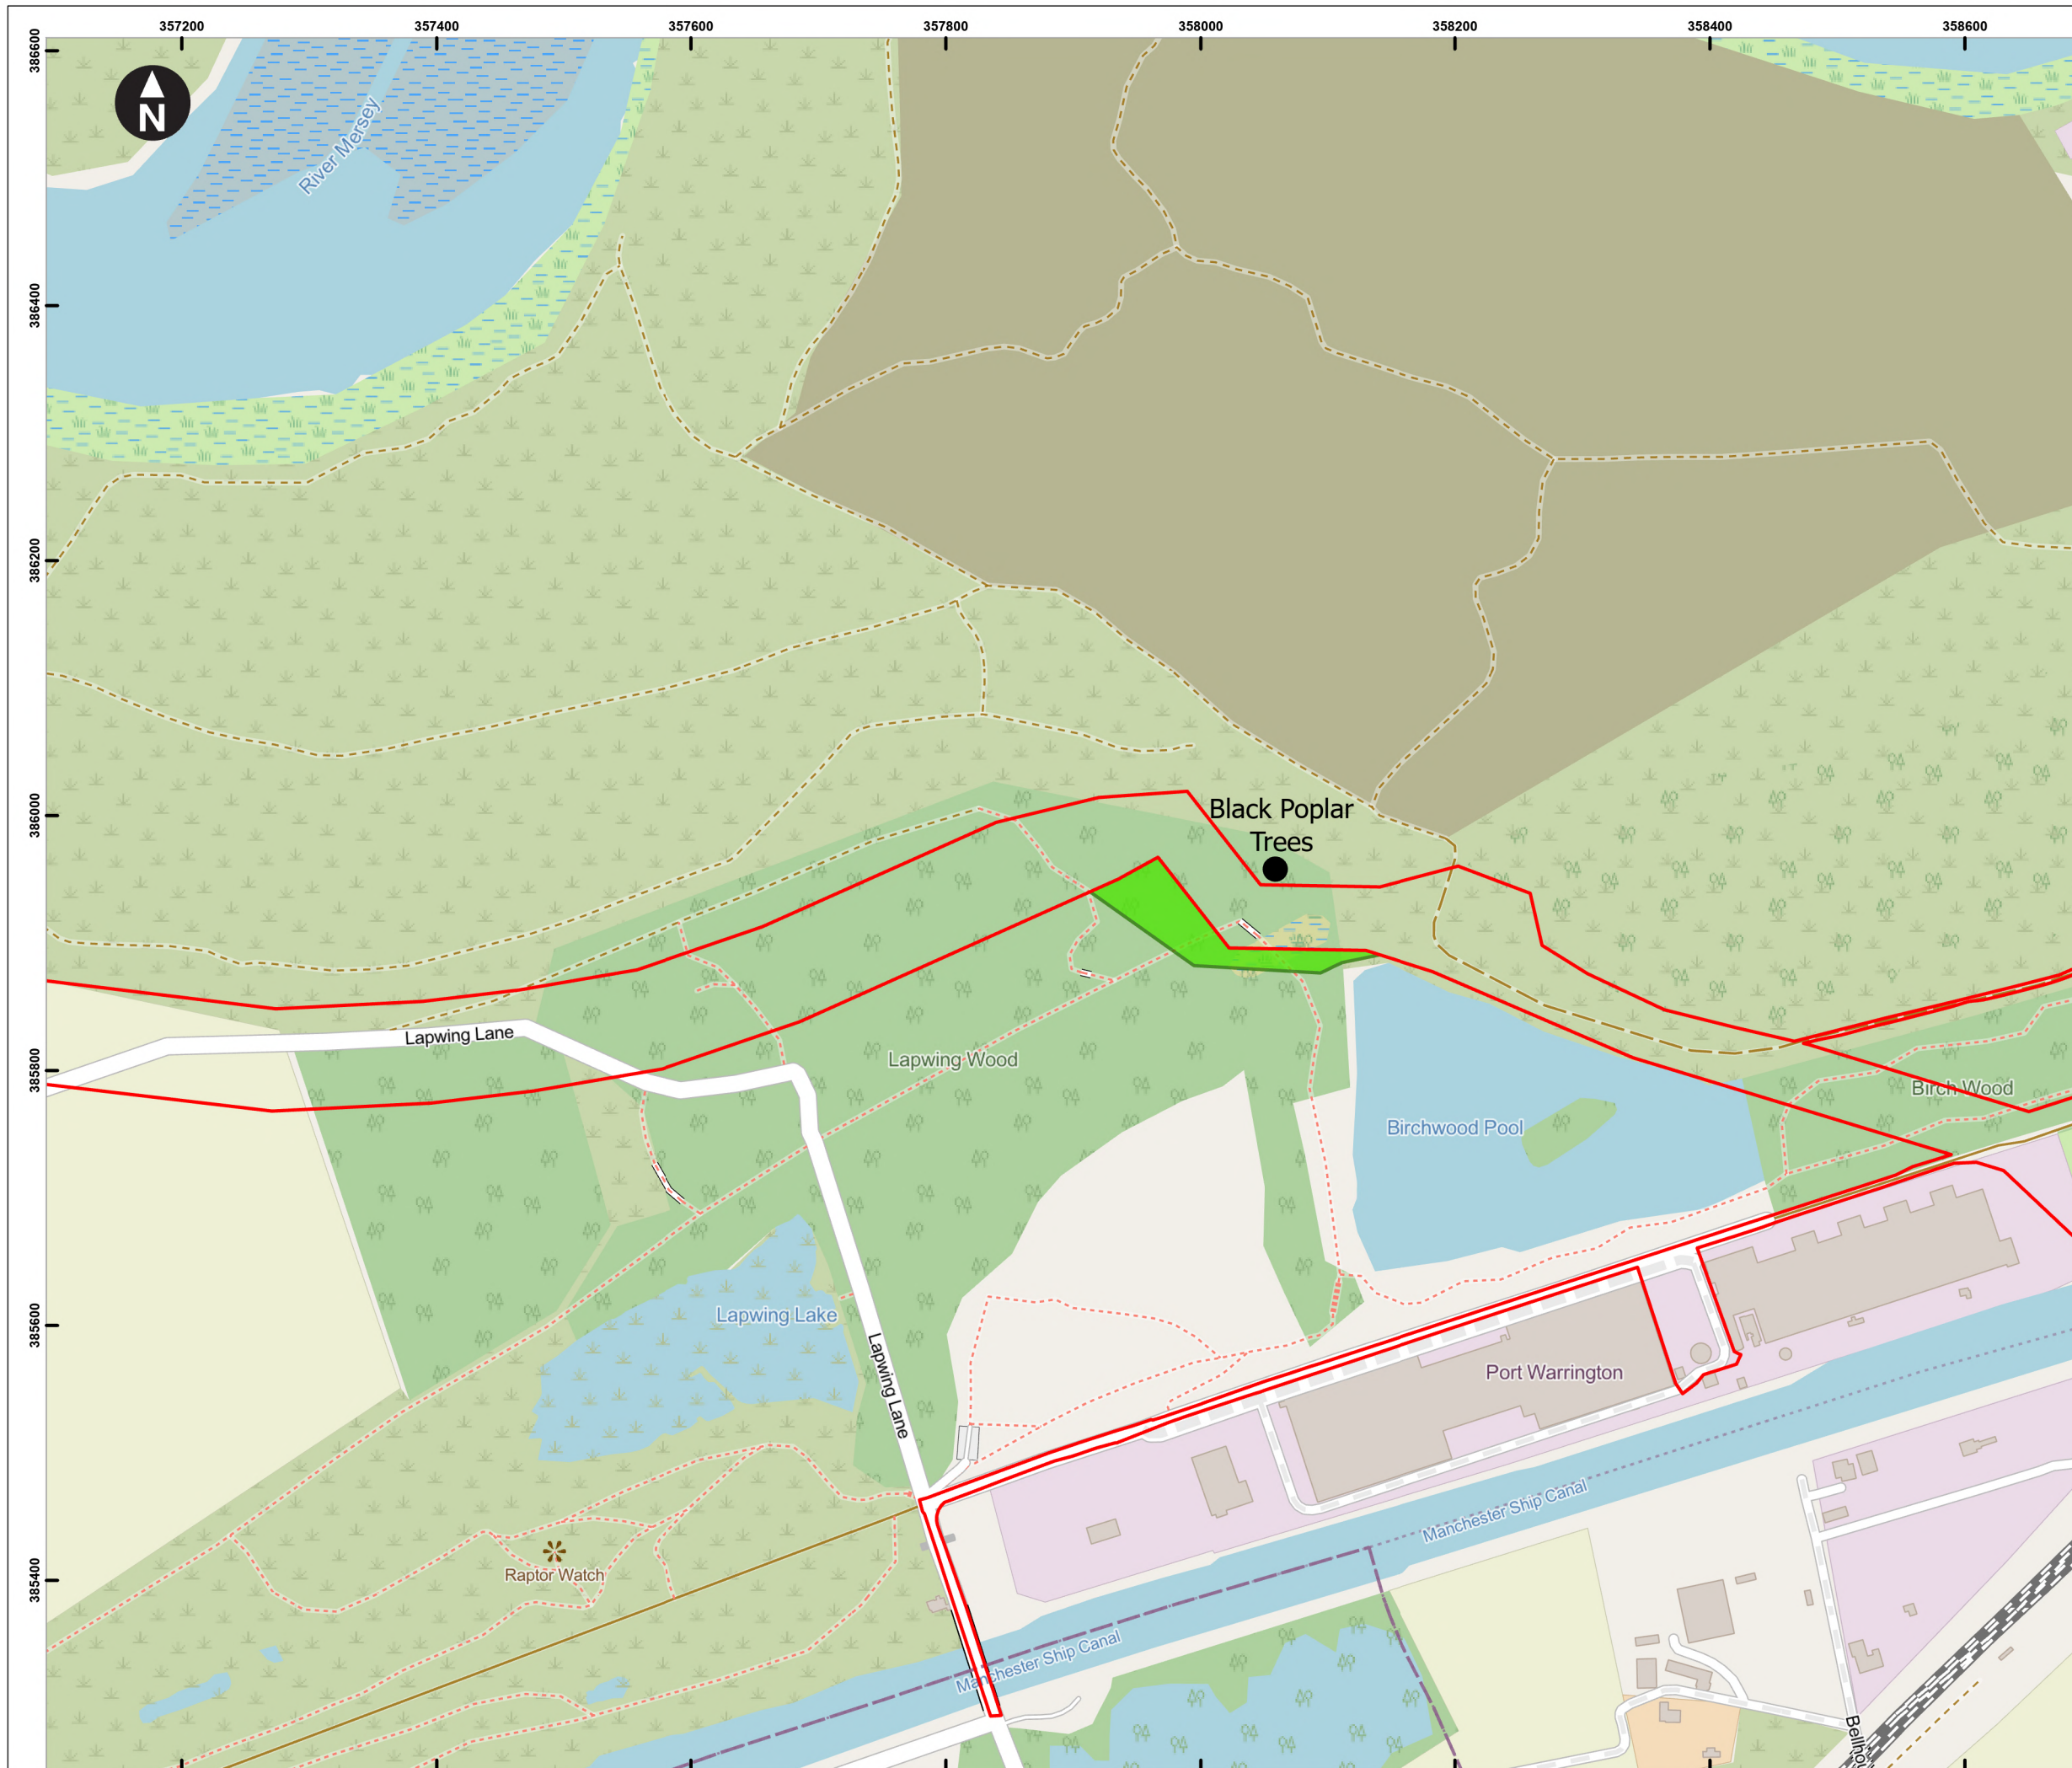 357200
357400
357600
357800
358000
358200
358400
358600
386600
386400
386200
386000
385800
385600
385400
N
River Mersey
Black Poplar
Trees
Lapwing Lane
Lapwing Wood
Birch Wood
Birchwood Pool
Lapwing Lake
Lapwing Lane
Port Warrington
Manchester Ship Canal
Raptor Watch
Manchester Ship Canal
Bellhou